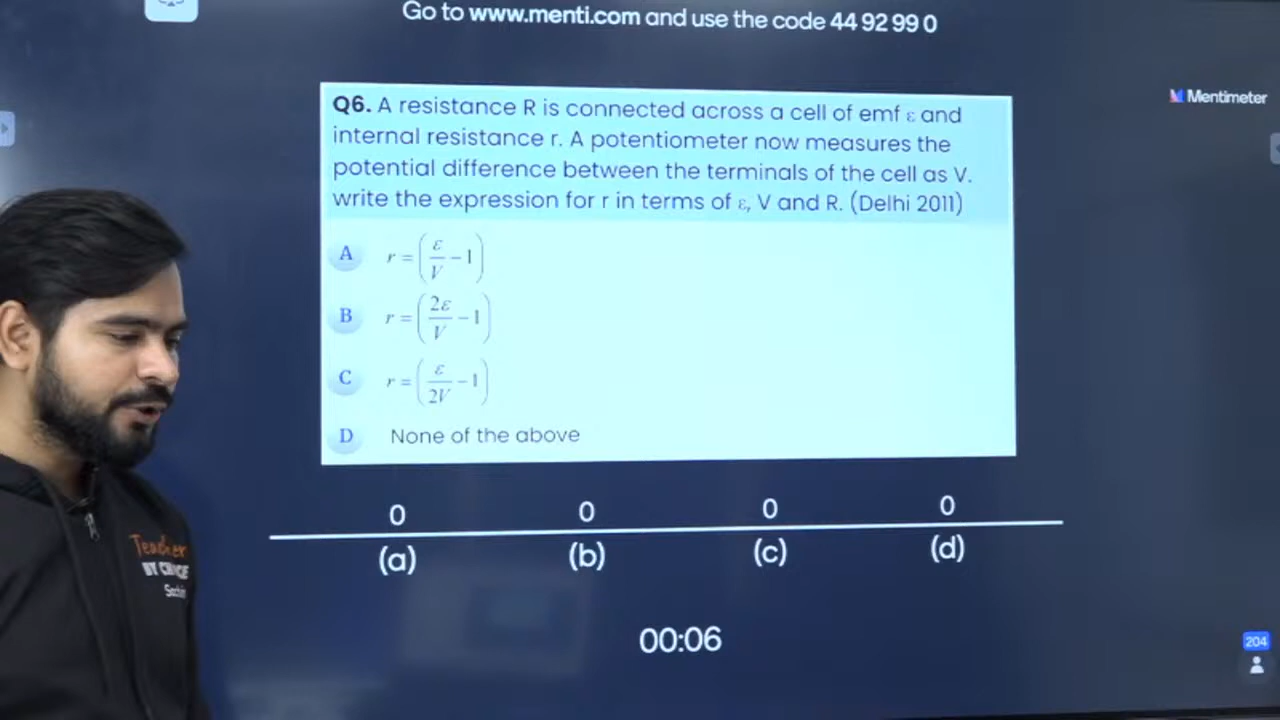 Go to www.menti.com and use the code 44 92 99 0
Mentimeter
Q6. A resistance R is connected across a cell of emf ε and
internal resistance r. A potentiometer now measures the
potential difference between the terminals of the cell as V.
write the expression for r in terms of ε, V and R. (Delhi 2011)
A r = (ε/V − 1)
B r = (2ε/V − 1)
C r = (ε/2V − 1)
D None of the above
0 0 0 0
(a) (b) (c) (d)
00:06
204
Teacher
BY CHOICE